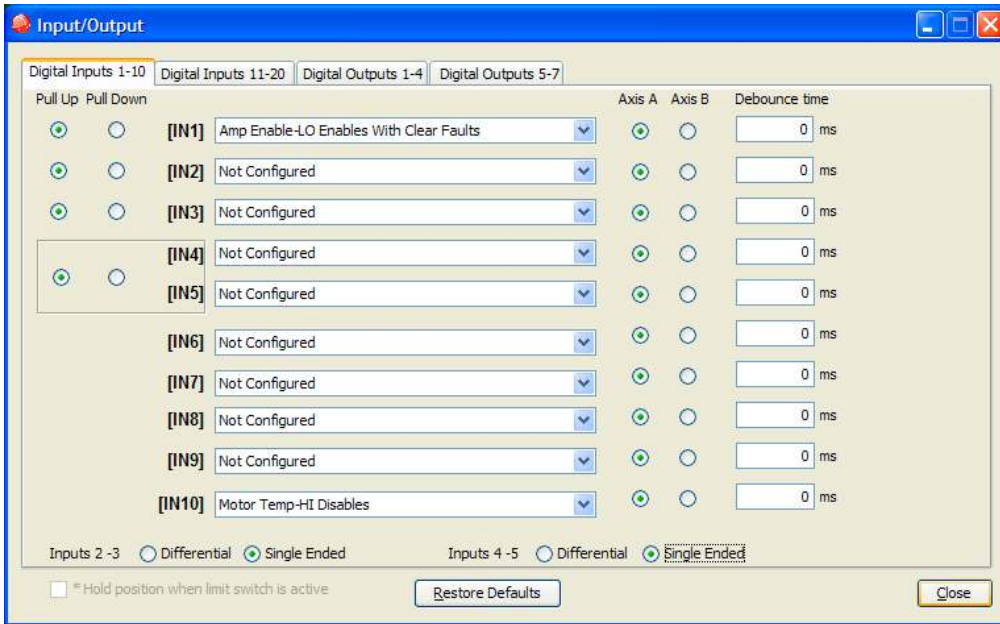 Input/Output
Digital Inputs 1-10 Digital Inputs 11-20 Digital Outputs 1-4 Digital Outputs 5-7
Pull Up Pull Down Axis A Axis B Debounce time
[IN1] Amp Enable-LO Enables With Clear Faults 0 ms
[IN2] Not Configured 0 ms
[IN3] Not Configured 0 ms
[IN4] Not Configured 0 ms
[IN5] Not Configured 0 ms
[IN6] Not Configured 0 ms
[IN7] Not Configured 0 ms
[IN8] Not Configured 0 ms
[IN9] Not Configured 0 ms
[IN10] Motor Temp-HI Disables 0 ms
Inputs 2 -3 Differential Single Ended Inputs 4 -5 Differential Single Ended
* Hold position when limit switch is active Restore Defaults Close